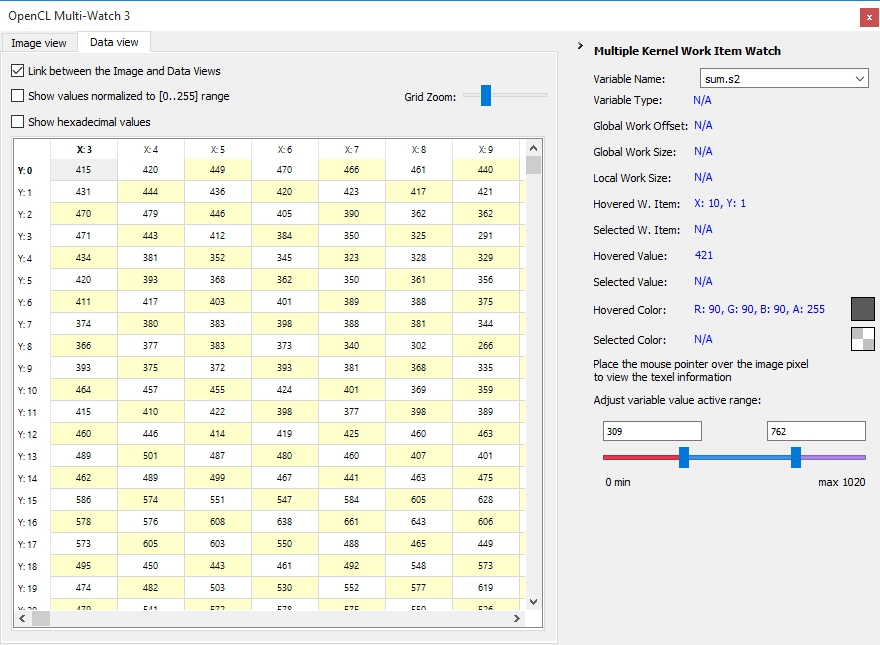 OpenCL Multi-Watch 3
x
Image view Data view
Link between the Image and Data Views
Show values normalized to [0..255] range
Grid Zoom:
Show hexadecimal values
X: 3 X: 4 X: 5 X: 6 X: 7 X: 8 X: 9
Y: 0 415 420 449 470 466 461 440
Y: 1 431 444 436 420 423 417 421
Y: 2 470 479 446 405 390 362 362
Y: 3 471 443 412 384 350 325 291
Y: 4 434 381 352 345 323 328 329
Y: 5 420 393 368 362 350 361 356
Y: 6 411 417 403 401 389 388 375
Y: 7 374 380 383 398 388 381 344
Y: 8 366 377 383 373 340 302 266
Y: 9 393 375 372 393 381 368 335
Y: 10 464 457 455 424 401 369 359
Y: 11 415 410 422 398 377 398 389
Y: 12 460 446 414 419 425 460 463
Y: 13 489 501 487 480 460 407 401
Y: 14 462 489 499 467 441 463 475
Y: 15 586 574 551 547 584 605 628
Y: 16 578 576 608 638 661 643 606
Y: 17 573 605 603 550 488 465 449
Y: 18 495 450 443 461 492 548 573
Y: 19 474 482 503 530 552 577 619
Y: 20 479 541 572 578 575 550 526
Multiple Kernel Work Item Watch
Variable Name: sum.s2
Variable Type: N/A
Global Work Offset: N/A
Global Work Size: N/A
Local Work Size: N/A
Hovered W. Item: X: 10, Y: 1
Selected W. Item: N/A
Hovered Value: 421
Selected Value: N/A
Hovered Color: R: 90, G: 90, B: 90, A: 255
Selected Color: N/A
Place the mouse pointer over the image pixel
to view the texel information
Adjust variable value active range:
309 762
0 min max 1020